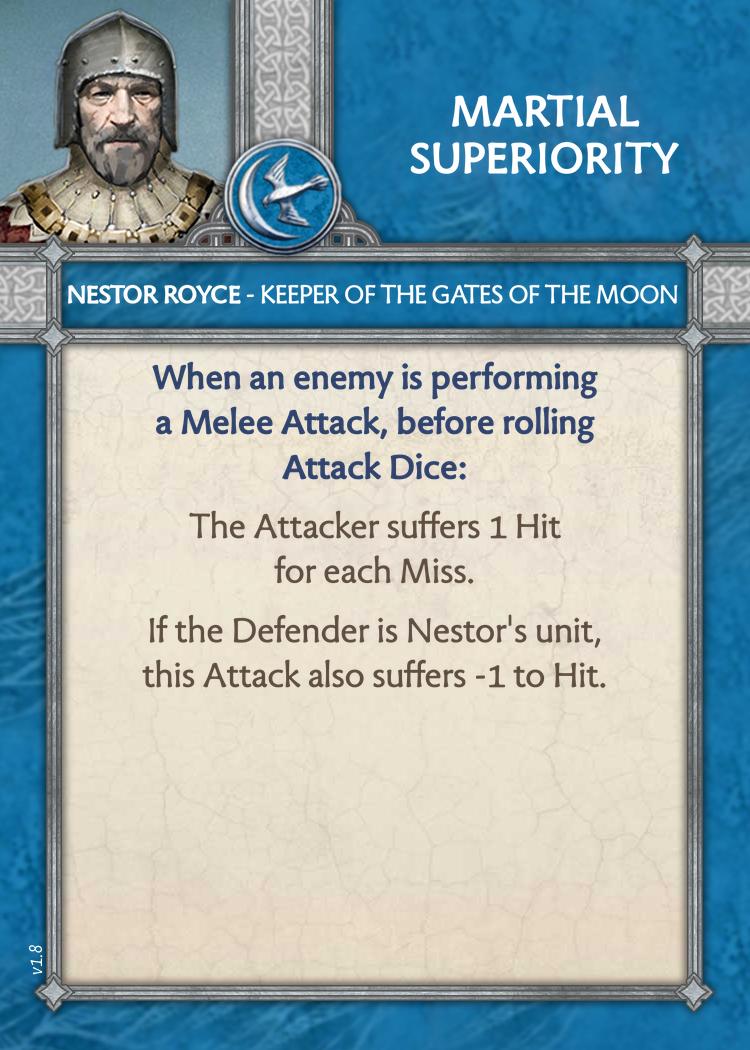 MARTIAL
SUPERIORITY
NESTOR ROYCE - KEEPER OF THE GATES OF THE MOON
When an enemy is performing
a Melee Attack, before rolling
Attack Dice:
The Attacker suffers 1 Hit
for each Miss.
If the Defender is Nestor's unit,
this Attack also suffers -1 to Hit.
v1.8